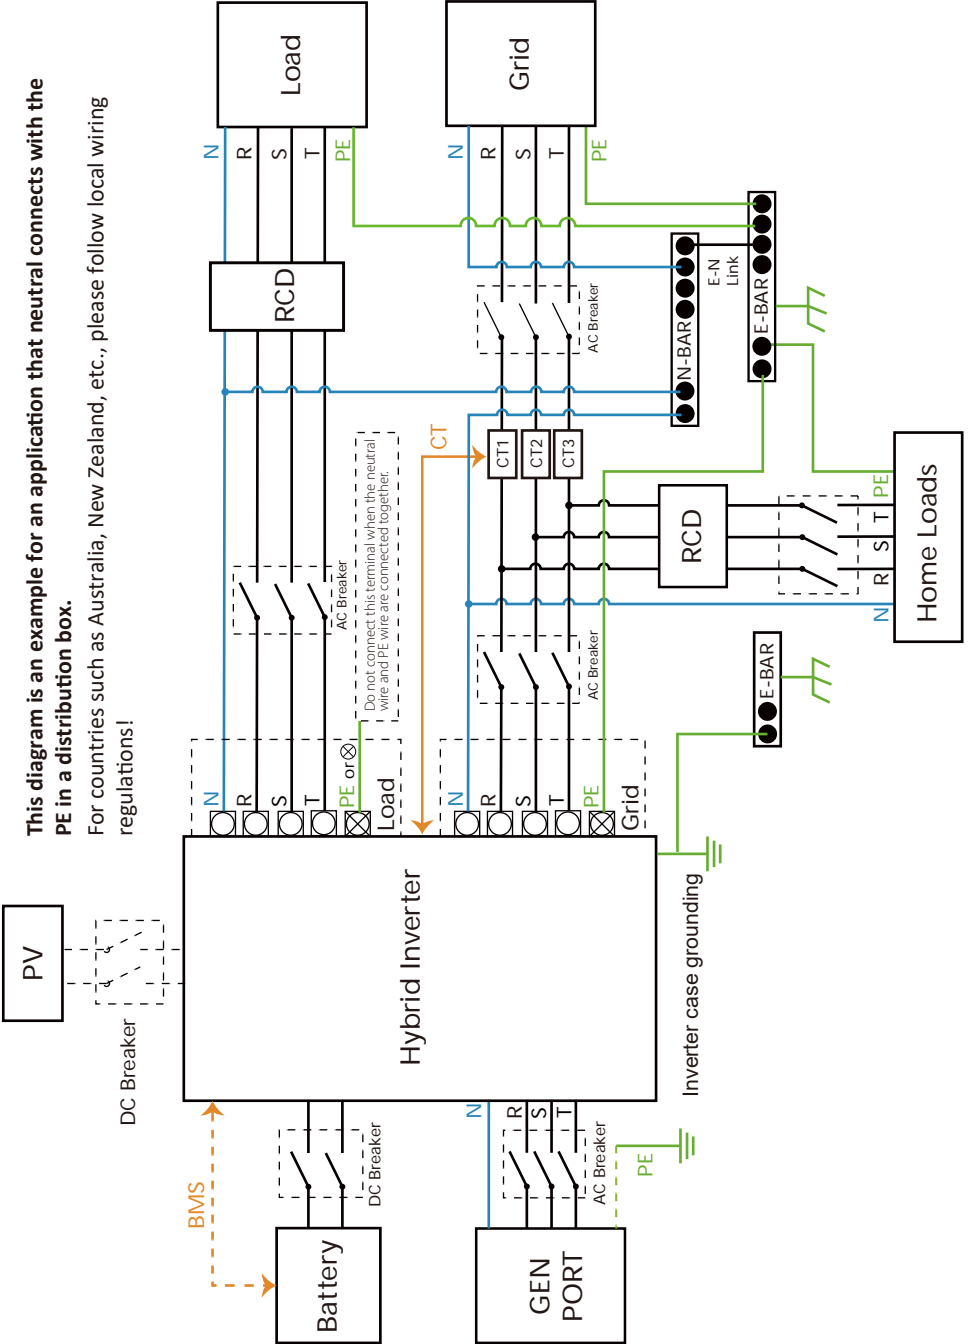 This diagram is an example for an application that neutral connects with the
PE in a distribution box.
For countries such as Australia, New Zealand, etc., please follow local wiring
regulations!
PV
DC Breaker
BMS
Battery
DC Breaker
Hybrid Inverter
N
R
S
T
PE or
Load
AC Breaker
Do not connect this terminal when the neutral
wire and PE wire are connected together.
RCD
N
R
S
T
PE
Load
GEN
PORT
N
R
S
T
AC Breaker
PE
N
R
S
T
PE
Grid
AC Breaker
CT
CT1
CT2
CT3
AC Breaker
N
R
S
T
PE
Grid
N-BAR
E-N
Link
E-BAR
RCD
N
R
S
T
PE
Home Loads
E-BAR
Inverter case grounding